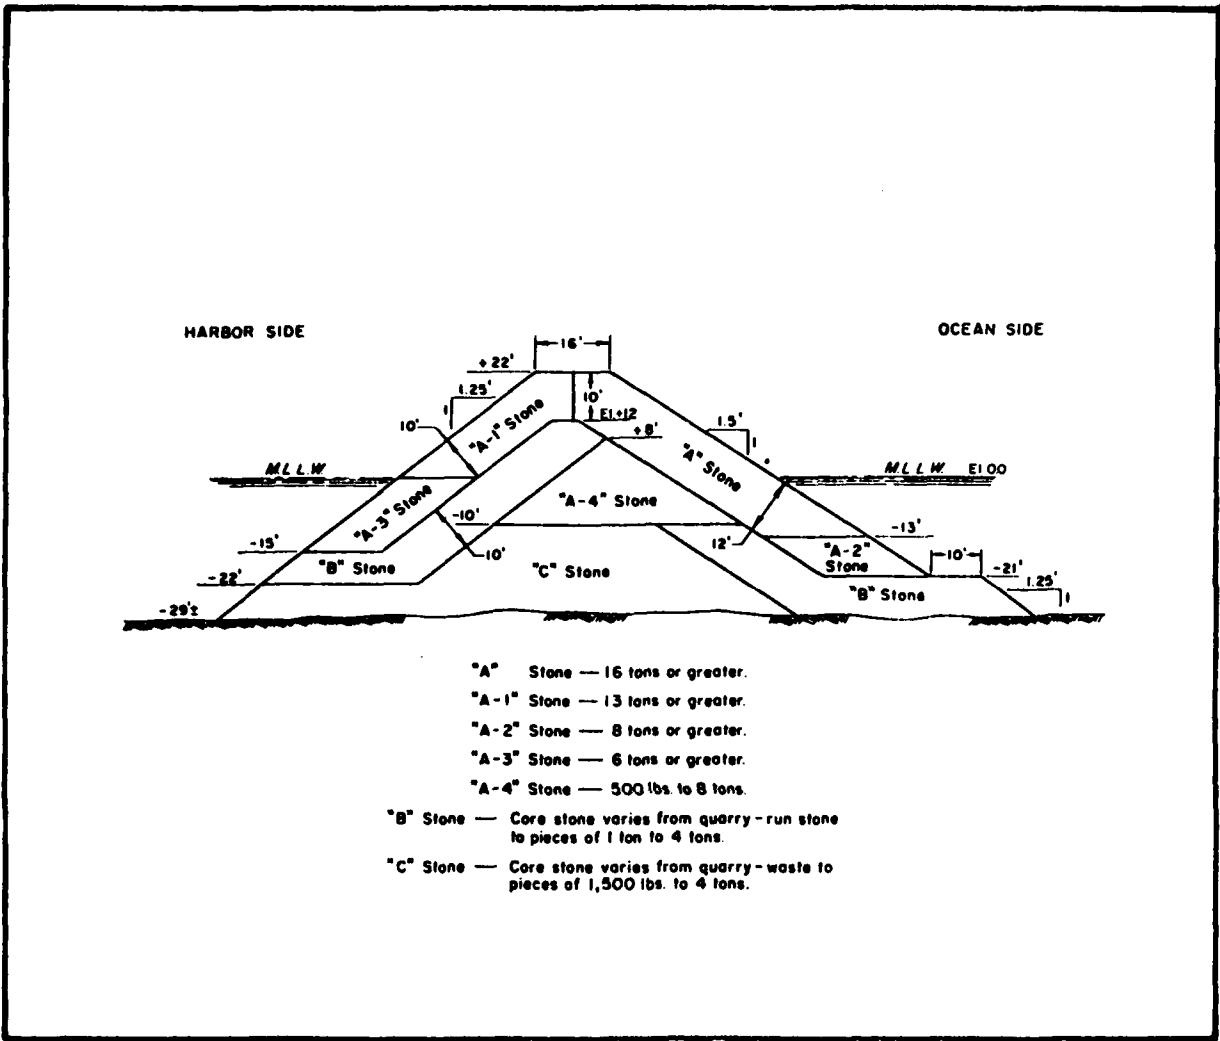 HARBOR SIDE
OCEAN SIDE
16'
+22'
1.25'
1
10'
"A-1" Stone
10'
El.+12
+8'
1.5'
1
"A" Stone
M.L.L.W.
M.L.L.W. El 0.0
"A-3" Stone
"A-4" Stone
-10'
-13'
12'
-15'
10'
"B" Stone
"C" Stone
"A-2"
Stone
10'
-21'
-22'
1.25'
1
"B" Stone
-29'±
"A" Stone — 16 tons or greater.
"A-1" Stone — 13 tons or greater.
"A-2" Stone — 8 tons or greater.
"A-3" Stone — 6 tons or greater.
"A-4" Stone — 500 lbs. to 8 tons.
"B" Stone — Core stone varies from quarry-run stone
to pieces of 1 ton to 4 tons.
"C" Stone — Core stone varies from quarry-waste to
pieces of 1,500 lbs. to 4 tons.